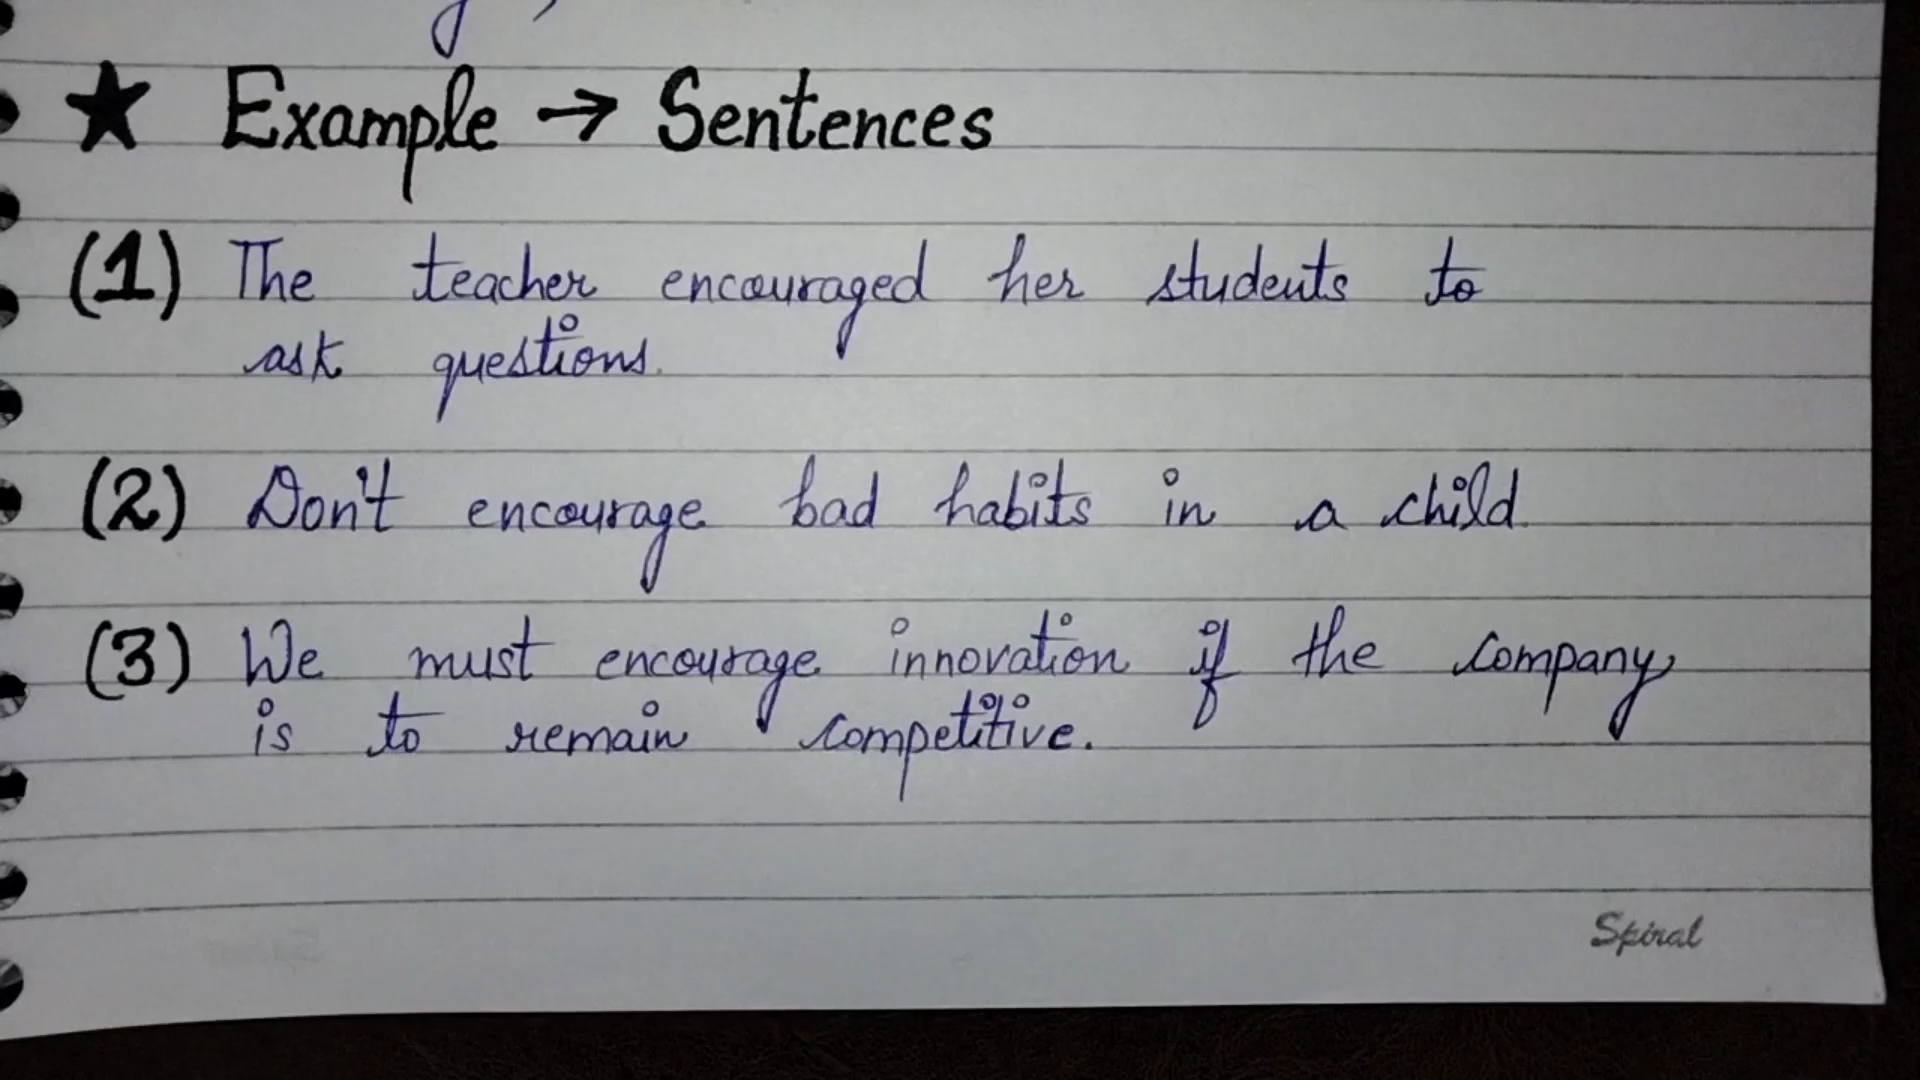 ★ Example → Sentences
(1) The teacher encouraged her students to
ask questions.
(2) Don't encourage bad habits in a child.
(3) We must encourage innovation if the company
is to remain competitive.
Spiral